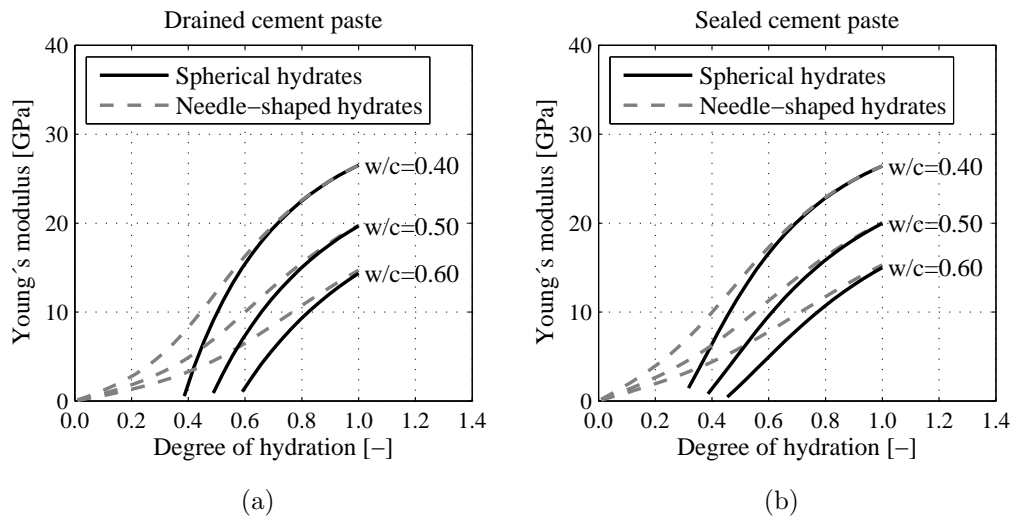 Drained cement paste
40
30
20
10
0
Young´s modulus [GPa]
Spherical hydrates
Needle−shaped hydrates
w/c=0.40
w/c=0.50
w/c=0.60
0.0 0.2 0.4 0.6 0.8 1.0 1.2 1.4
Degree of hydration [−]
(a)
Sealed cement paste
40
30
20
10
0
Young´s modulus [GPa]
Spherical hydrates
Needle−shaped hydrates
w/c=0.40
w/c=0.50
w/c=0.60
0.0 0.2 0.4 0.6 0.8 1.0 1.2 1.4
Degree of hydration [−]
(b)